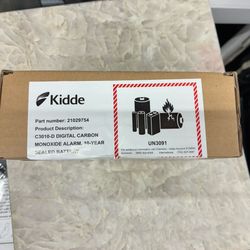 Kidde
Part number: 21029754
Product Description:
C3010-D DIGITAL CARBON
MONOXIDE ALARM, 10-YEAR
SEALED BATTERY
UN3091